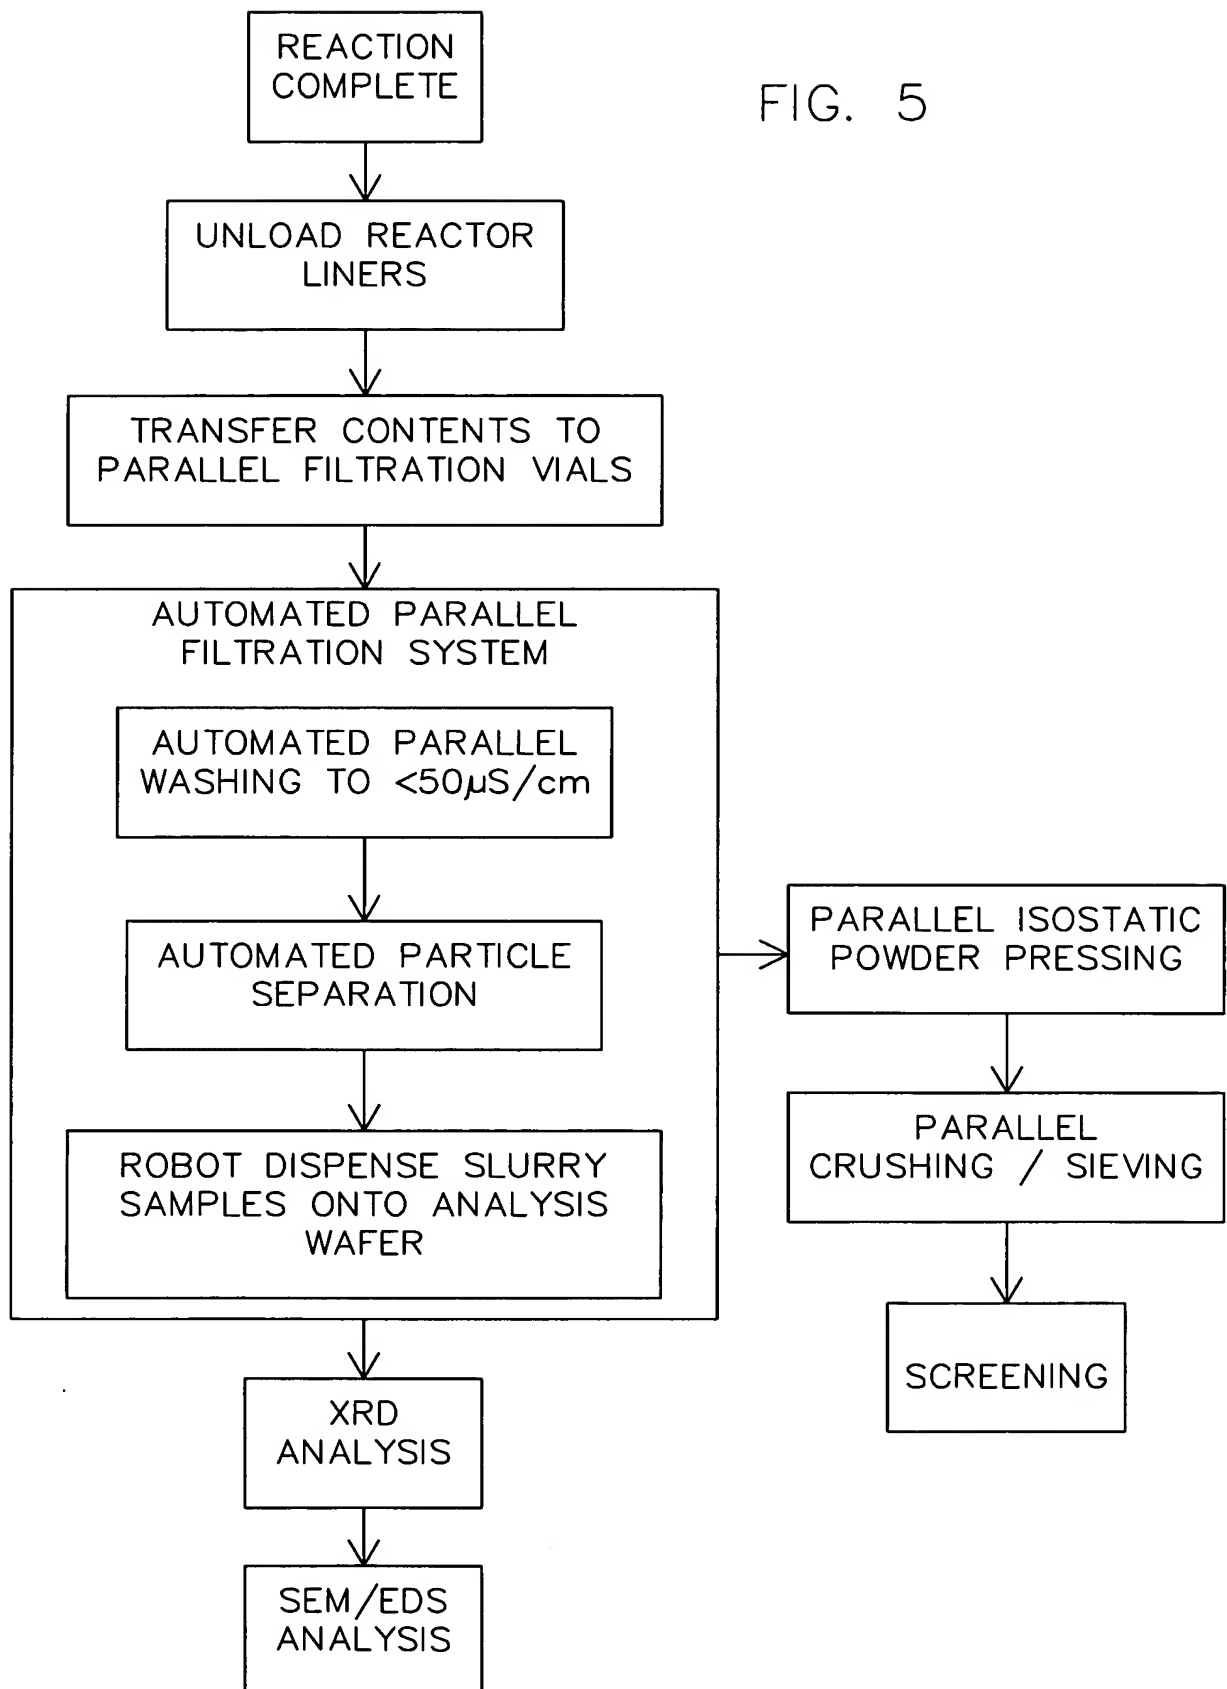 REACTION
COMPLETE
FIG. 5
UNLOAD REACTOR
LINERS
TRANSFER CONTENTS TO
PARALLEL FILTRATION VIALS
AUTOMATED PARALLEL
FILTRATION SYSTEM
AUTOMATED PARALLEL
WASHING TO <50µS/cm
AUTOMATED PARTICLE
SEPARATION
ROBOT DISPENSE SLURRY
SAMPLES ONTO ANALYSIS
WAFER
PARALLEL ISOSTATIC
POWDER PRESSING
PARALLEL
CRUSHING / SIEVING
SCREENING
XRD
ANALYSIS
SEM/EDS
ANALYSIS